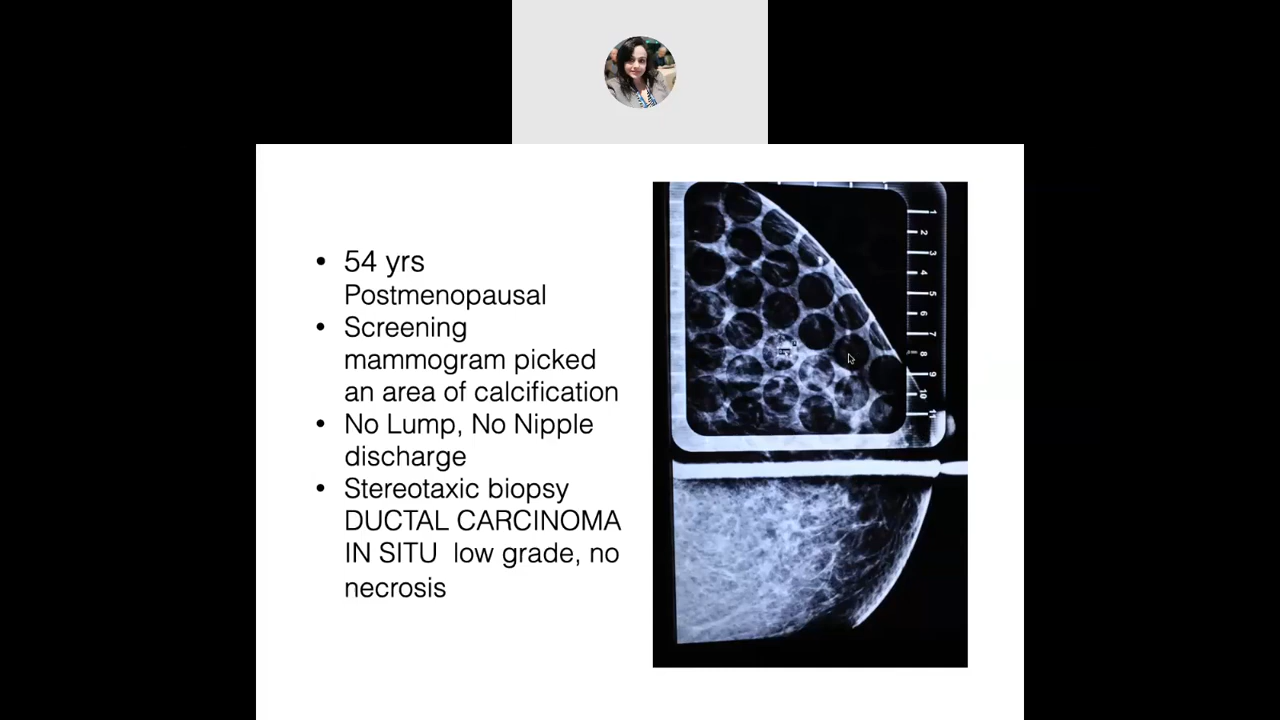 • 54 yrs
Postmenopausal
• Screening
mammogram picked
an area of calcification
• No Lump, No Nipple
discharge
• Stereotaxic biopsy
DUCTAL CARCINOMA
IN SITU low grade, no
necrosis
1
2
3
4
5
6
7
8
9
10
11